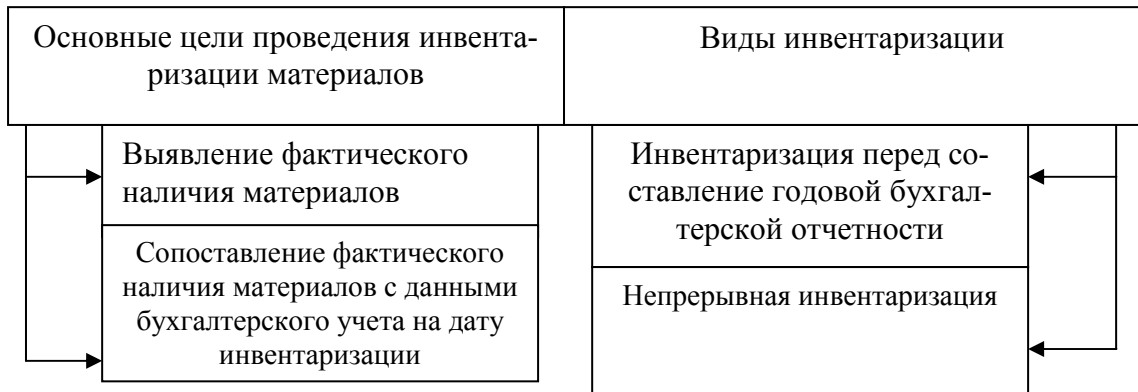 Основные цели проведения инвента-
ризации материалов
Виды инвентаризации
Выявление фактического
наличия материалов
Сопоставление фактического
наличия материалов с данными
бухгалтерского учета на дату
инвентаризации
Инвентаризация перед со-
ставление годовой бухгал-
терской отчетности
Непрерывная инвентаризация